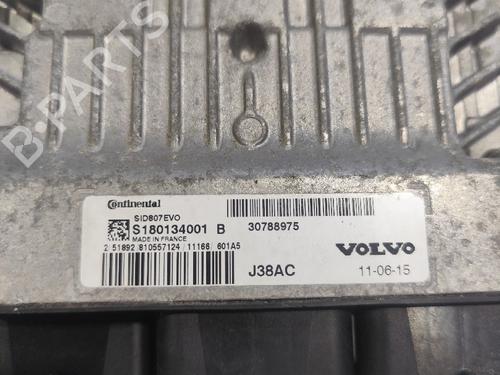 B-PARTS
Continental
SID807EVO
S180134001 B 30788975
MADE IN FRANCE
2 51892 810557124 11166 601A5
VOLVO
J38AC 11-06-15